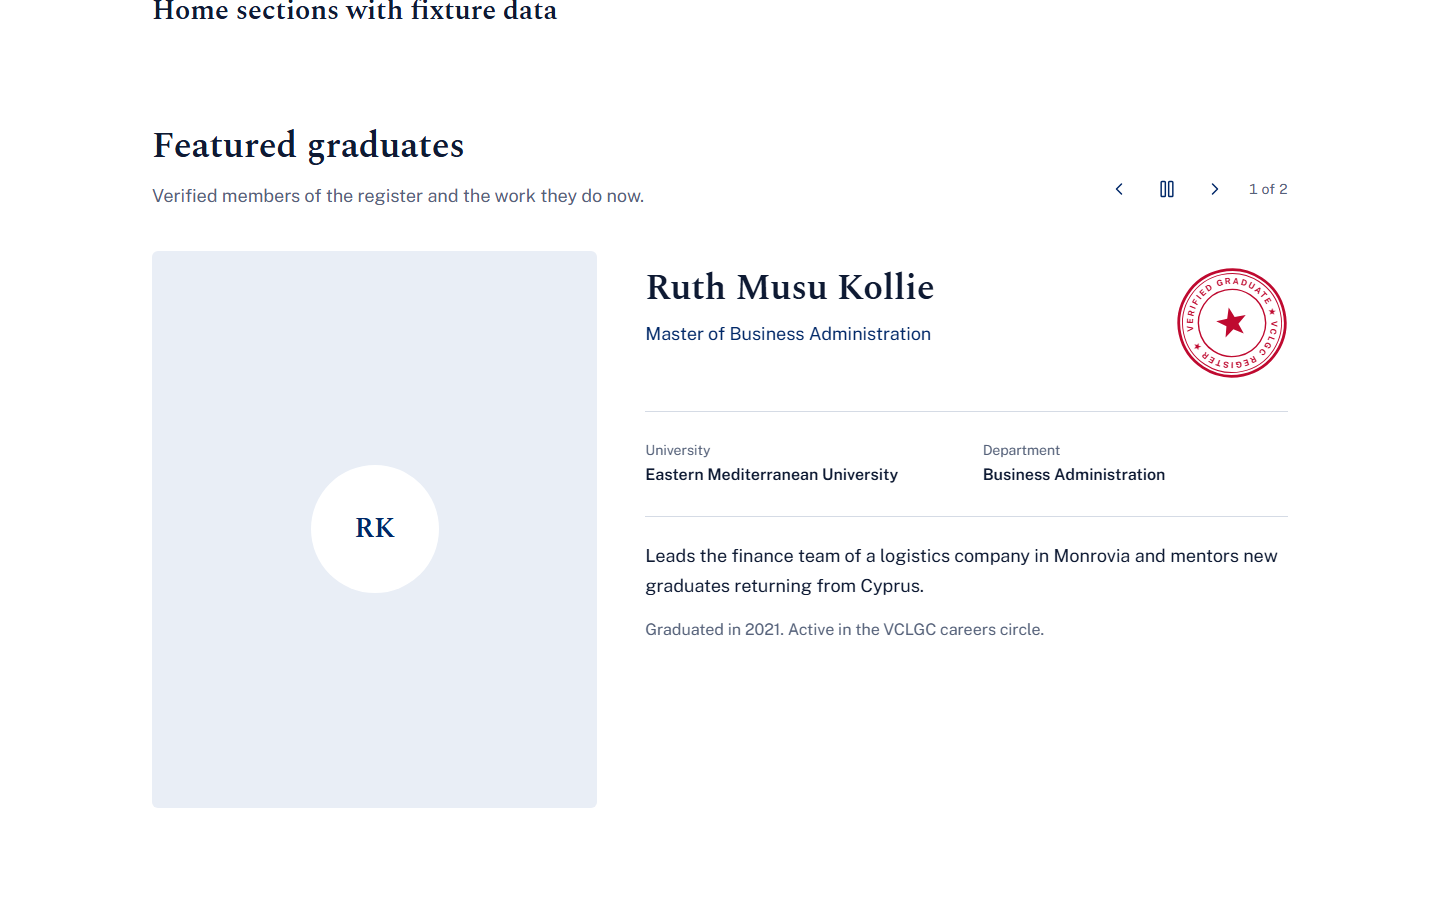 Home sections with fixture data
Featured graduates
Verified members of the register and the work they do now.
1 of 2
RK
Ruth Musu Kollie
Master of Business Administration
VERIFIED GRADUATE ★ VCLGC REGISTER ★
University
Eastern Mediterranean University
Department
Business Administration
Leads the finance team of a logistics company in Monrovia and mentors new
graduates returning from Cyprus.
Graduated in 2021. Active in the VCLGC careers circle.